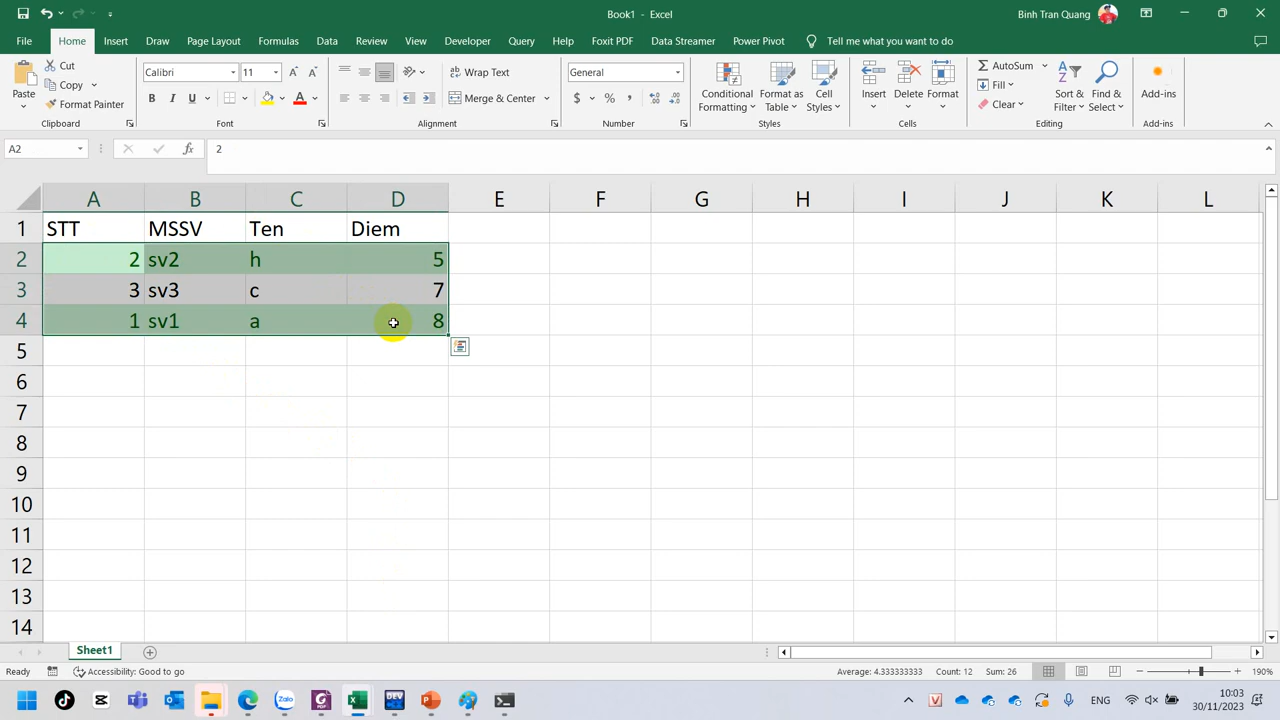 Book1 - Excel
Binh Tran Quang
File Home Insert Draw Page Layout Formulas Data Review View Developer Query Help Foxit PDF Data Streamer Power Pivot Tell me what you want to do
Paste
Cut
Copy
Format Painter
Clipboard
Calibri 11
B I U
Font
Wrap Text
Merge & Center
Alignment
General
$ % ,
Number
Conditional Formatting
Format as Table
Cell Styles
Styles
Insert Delete Format
Cells
AutoSum
Fill
Clear
Sort & Filter
Find & Select
Editing
Add-ins
Add-ins
A2 fx 2
A B C D E F G H I J K L
1 STT MSSV Ten Diem
2 2 sv2 h 5
3 3 sv3 c 7
4 1 sv1 a 8
5
6
7
8
9
10
11
12
13
14
Sheet1
Ready Accessibility: Good to go Average: 4.333333333 Count: 12 Sum: 26 190%
Zalo PDF DEV ENG 10:03
30/11/2023